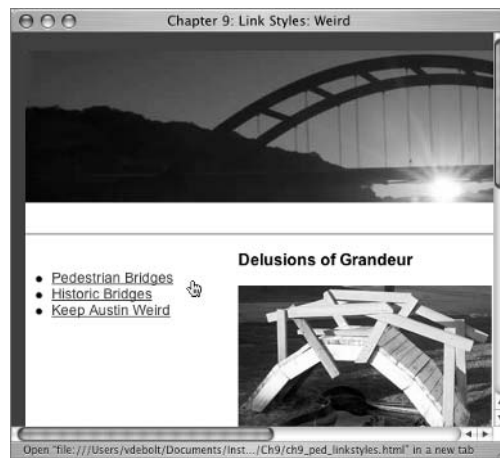 Chapter 9: Link Styles: Weird
Delusions of Grandeur
Pedestrian Bridges
Historic Bridges
Keep Austin Weird
Open "file:///Users/vdebolt/Documents/Inst.../Ch9/ch9_ped_linkstyles.html" in a new tab